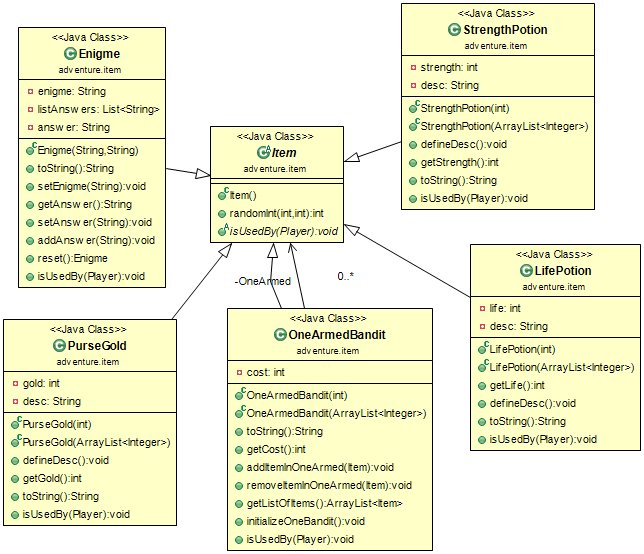 <<Java Class>>
Enigme
adventure.item
enigme: String
listAnswers: List<String>
answer: String
Enigme(String,String)
toString():String
setEnigme(String):void
getAnswer():String
setAnswer(String):void
addAnswer(String):void
reset():Enigme
isUsedBy(Player):void
<<Java Class>>
StrengthPotion
adventure.item
strength: int
desc: String
StrengthPotion(int)
StrengthPotion(ArrayList<Integer>)
defineDesc():void
getStrength():int
toString():String
isUsedBy(Player):void
<<Java Class>>
Item
adventure.item
Item()
randomInt(int,int):int
isUsedBy(Player):void
-OneArmed
0..*
<<Java Class>>
LifePotion
adventure.item
life: int
desc: String
LifePotion(int)
LifePotion(ArrayList<Integer>)
getLife():int
defineDesc():void
toString():String
isUsedBy(Player):void
<<Java Class>>
PurseGold
adventure.item
gold: int
desc: String
PurseGold(int)
PurseGold(ArrayList<Integer>)
defineDesc():void
getGold():int
toString():String
isUsedBy(Player):void
<<Java Class>>
OneArmedBandit
adventure.item
cost: int
OneArmedBandit(int)
OneArmedBandit(ArrayList<Integer>)
toString():String
getCost():int
addItemInOneArmed(Item):void
removeItemInOneArmed(Item):void
getListOfItems():ArrayList<Item>
initializeOneBandit():void
isUsedBy(Player):void